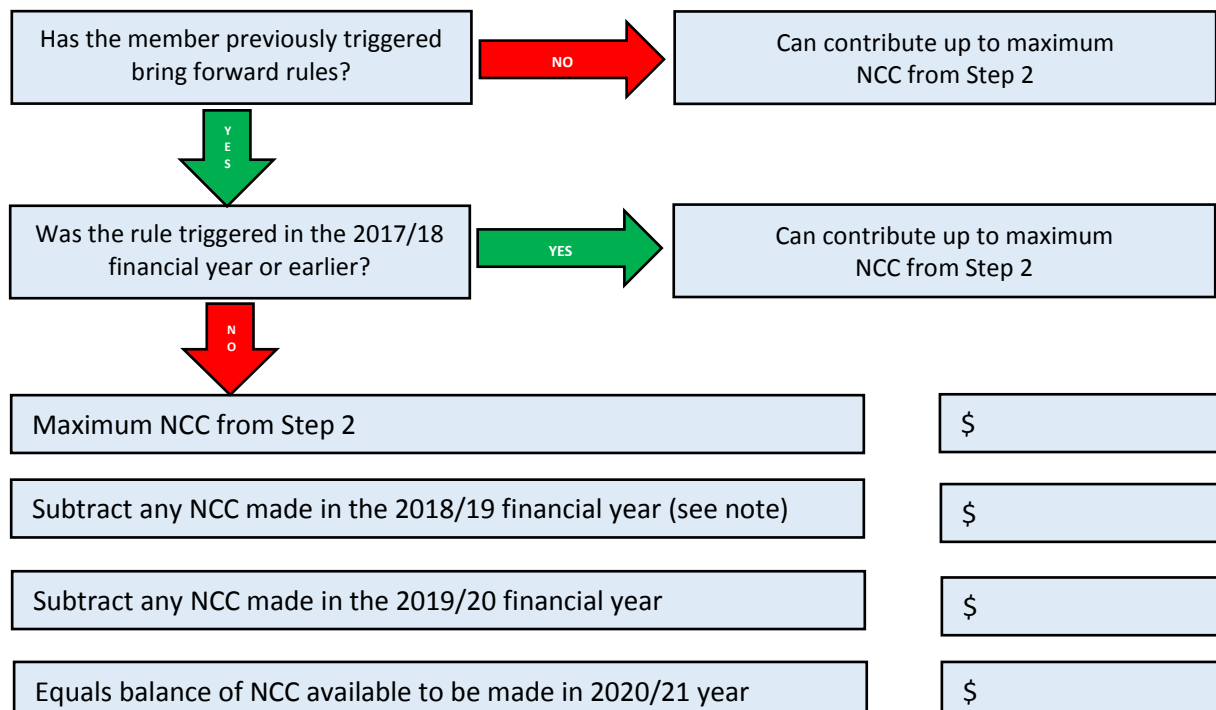 Has the member previously triggered
bring forward rules?
NO
Can contribute up to maximum
NCC from Step 2
YES
Was the rule triggered in the 2017/18
financial year or earlier?
YES
Can contribute up to maximum
NCC from Step 2
NO
Maximum NCC from Step 2
$
Subtract any NCC made in the 2018/19 financial year (see note)
$
Subtract any NCC made in the 2019/20 financial year
$
Equals balance of NCC available to be made in 2020/21 year
$